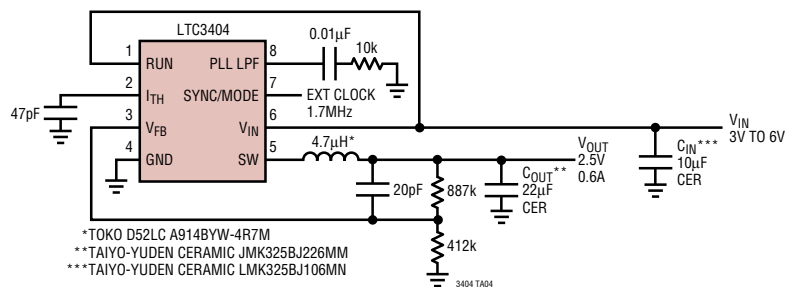 LTC3404
1
RUN
PLL LPF
8
0.01µF
10k
2
ITH
SYNC/MODE
7
EXT CLOCK
1.7MHz
47pF
3
VFB
VIN
6
VIN
3V TO 6V
4
GND
SW
5
4.7µH*
VOUT
2.5V
0.6A
CIN***
10µF
CER
20pF
887k
COUT**
22µF
CER
412k
*TOKO D52LC A914BYW-4R7M
**TAIYO-YUDEN CERAMIC JMK325BJ226MM
***TAIYO-YUDEN CERAMIC LMK325BJ106MN
3404 TA04